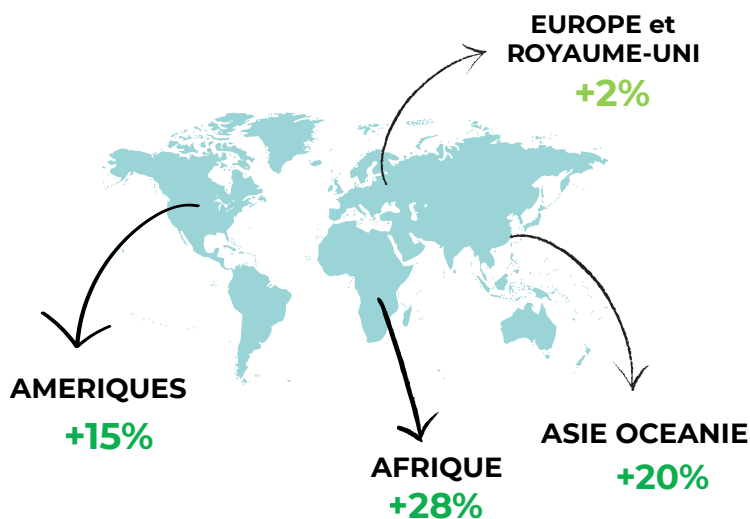 EUROPE et
ROYAUME-UNI
+2%
AMERIQUES
+15%
AFRIQUE
+28%
ASIE OCEANIE
+20%